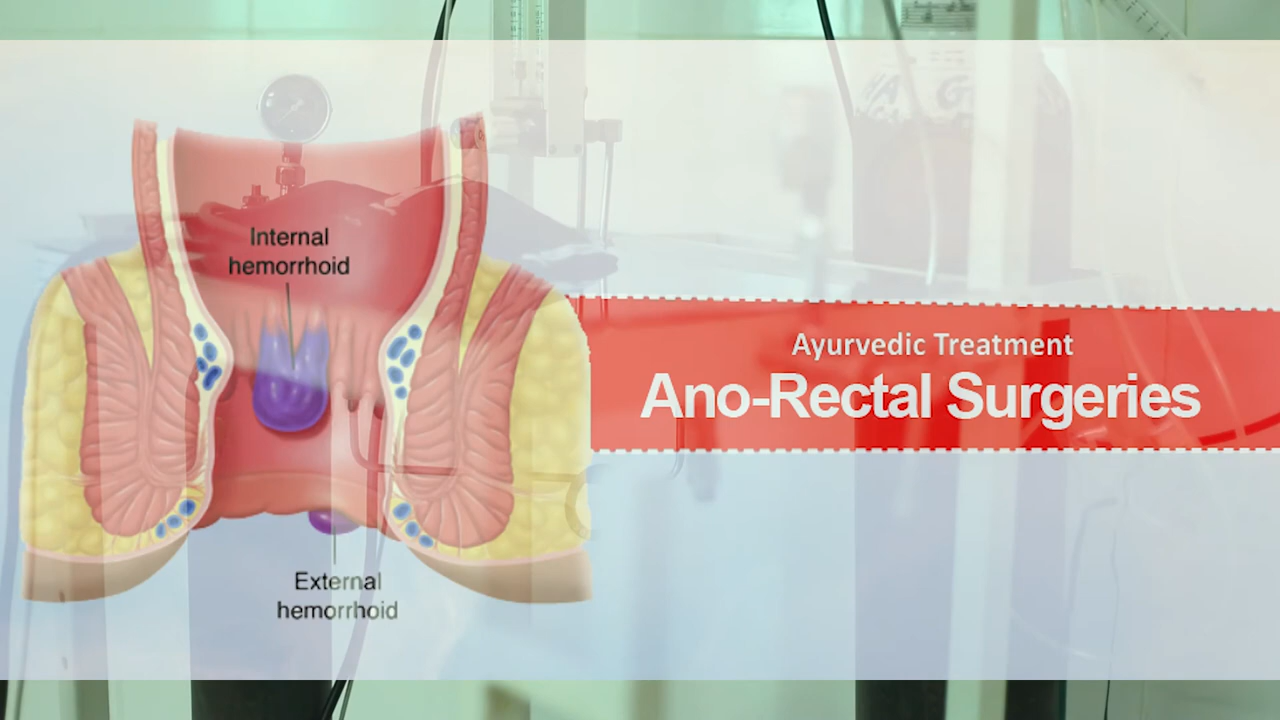 Internal
hemorrhoid
Ayurvedic Treatment
Ano-Rectal Surgeries
External
hemorrhoid